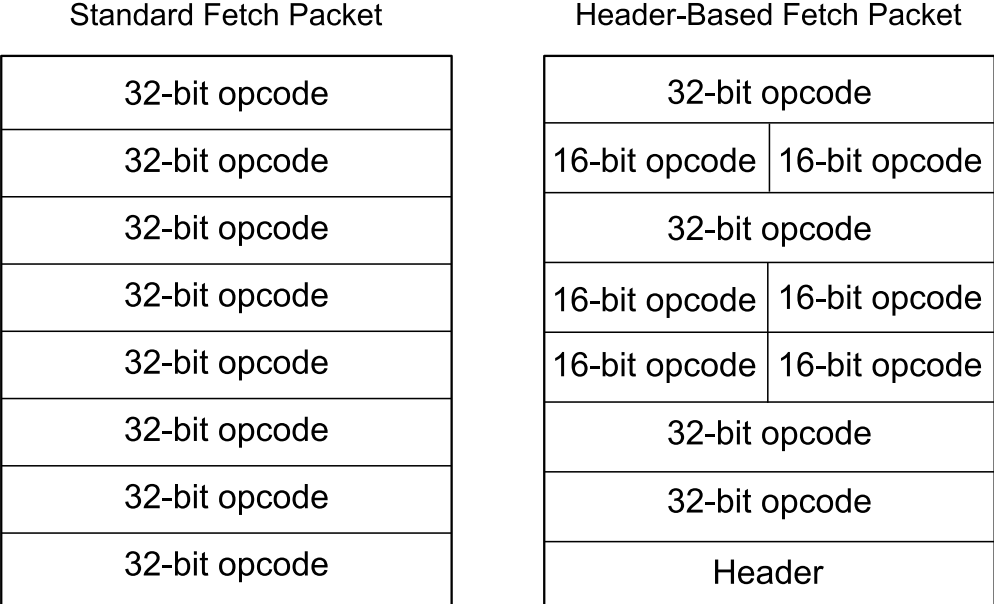 Standard Fetch Packet
32-bit opcode
32-bit opcode
32-bit opcode
32-bit opcode
32-bit opcode
32-bit opcode
32-bit opcode
32-bit opcode
Header-Based Fetch Packet
32-bit opcode
16-bit opcode 16-bit opcode
32-bit opcode
16-bit opcode 16-bit opcode
16-bit opcode 16-bit opcode
32-bit opcode
32-bit opcode
Header